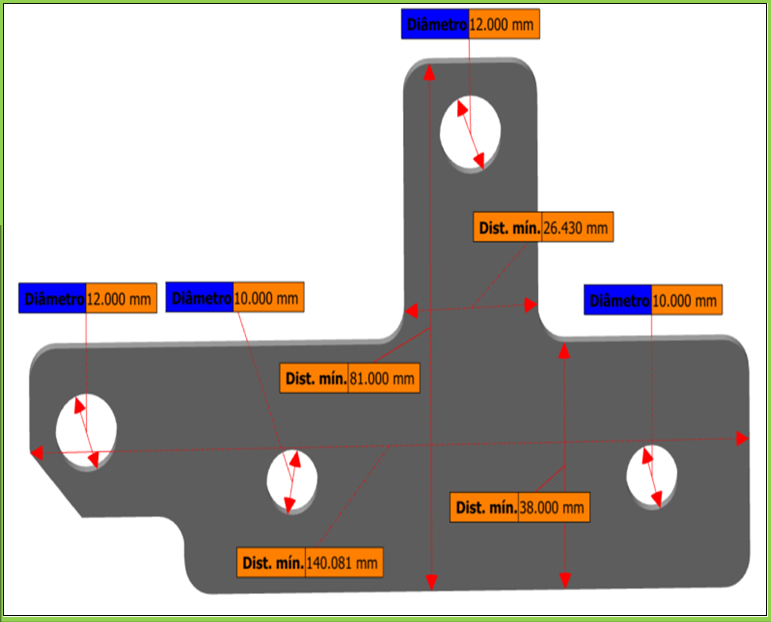 Diâmetro 12.000 mm
Dist. mín. 26.430 mm
Diâmetro 12.000 mm
Diâmetro 10.000 mm
Diâmetro 10.000 mm
Dist. mín. 81.000 mm
Dist. mín. 38.000 mm
Dist. mín. 140.081 mm